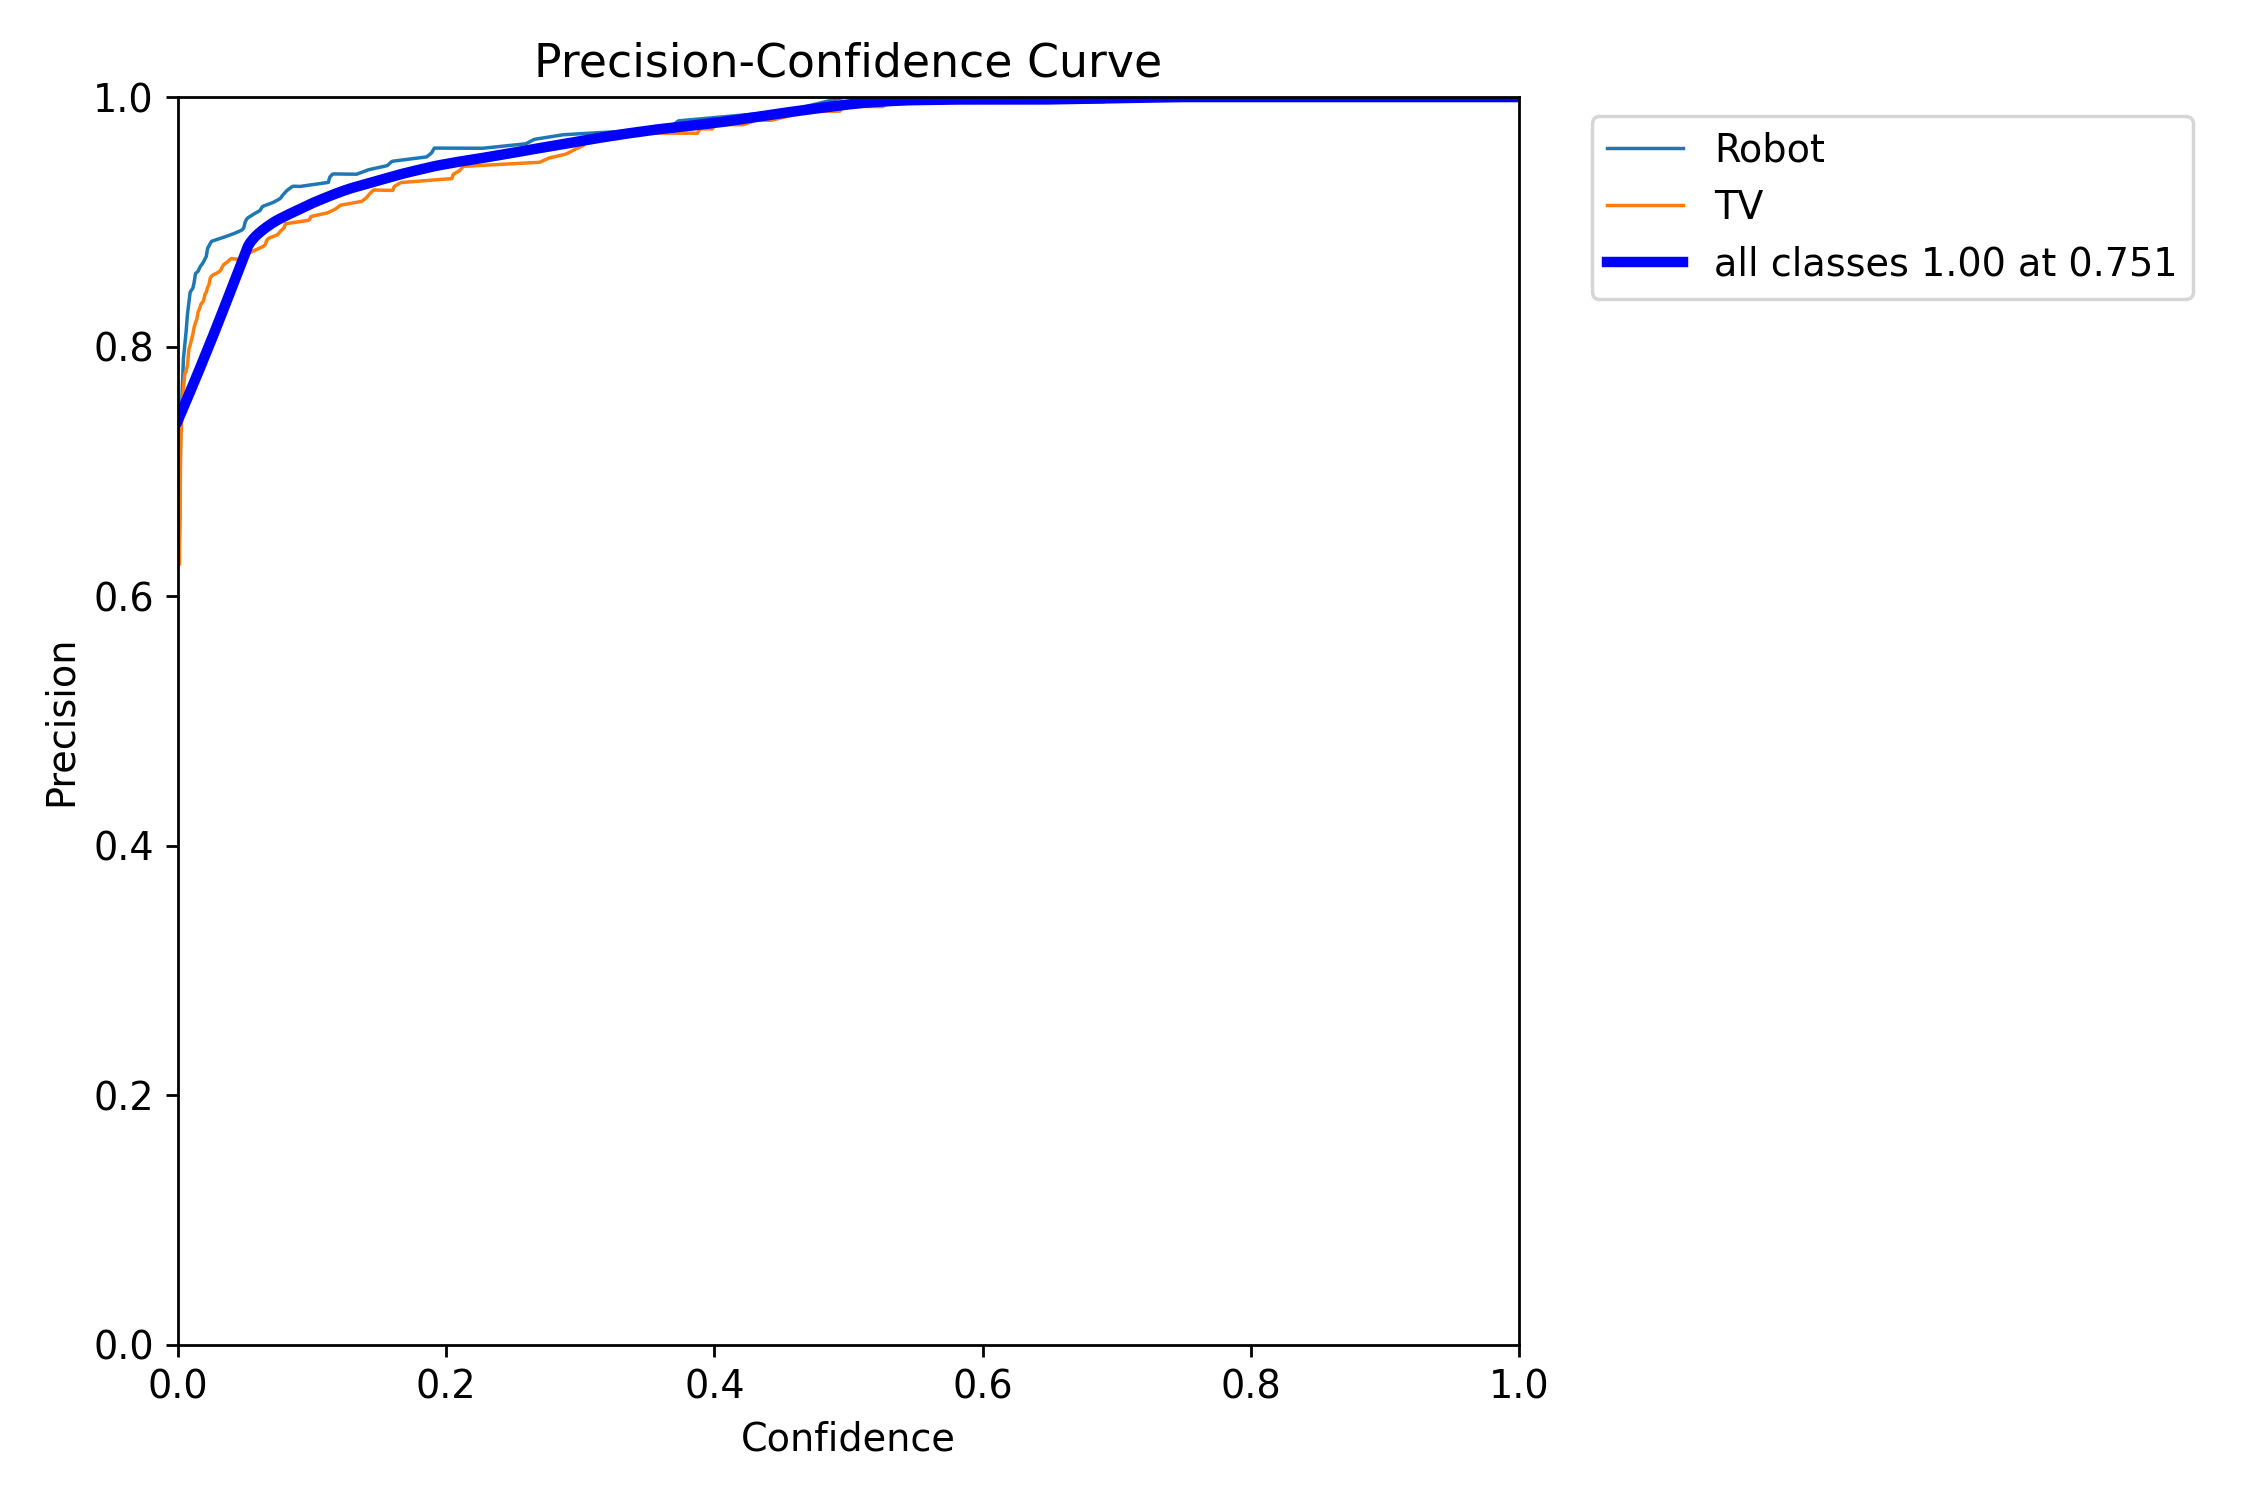 Precision-Confidence Curve
1.0
0.8
0.6
0.4
0.2
0.0
Precision
0.0 0.2 0.4 0.6 0.8 1.0
Confidence
Robot
TV
all classes 1.00 at 0.751